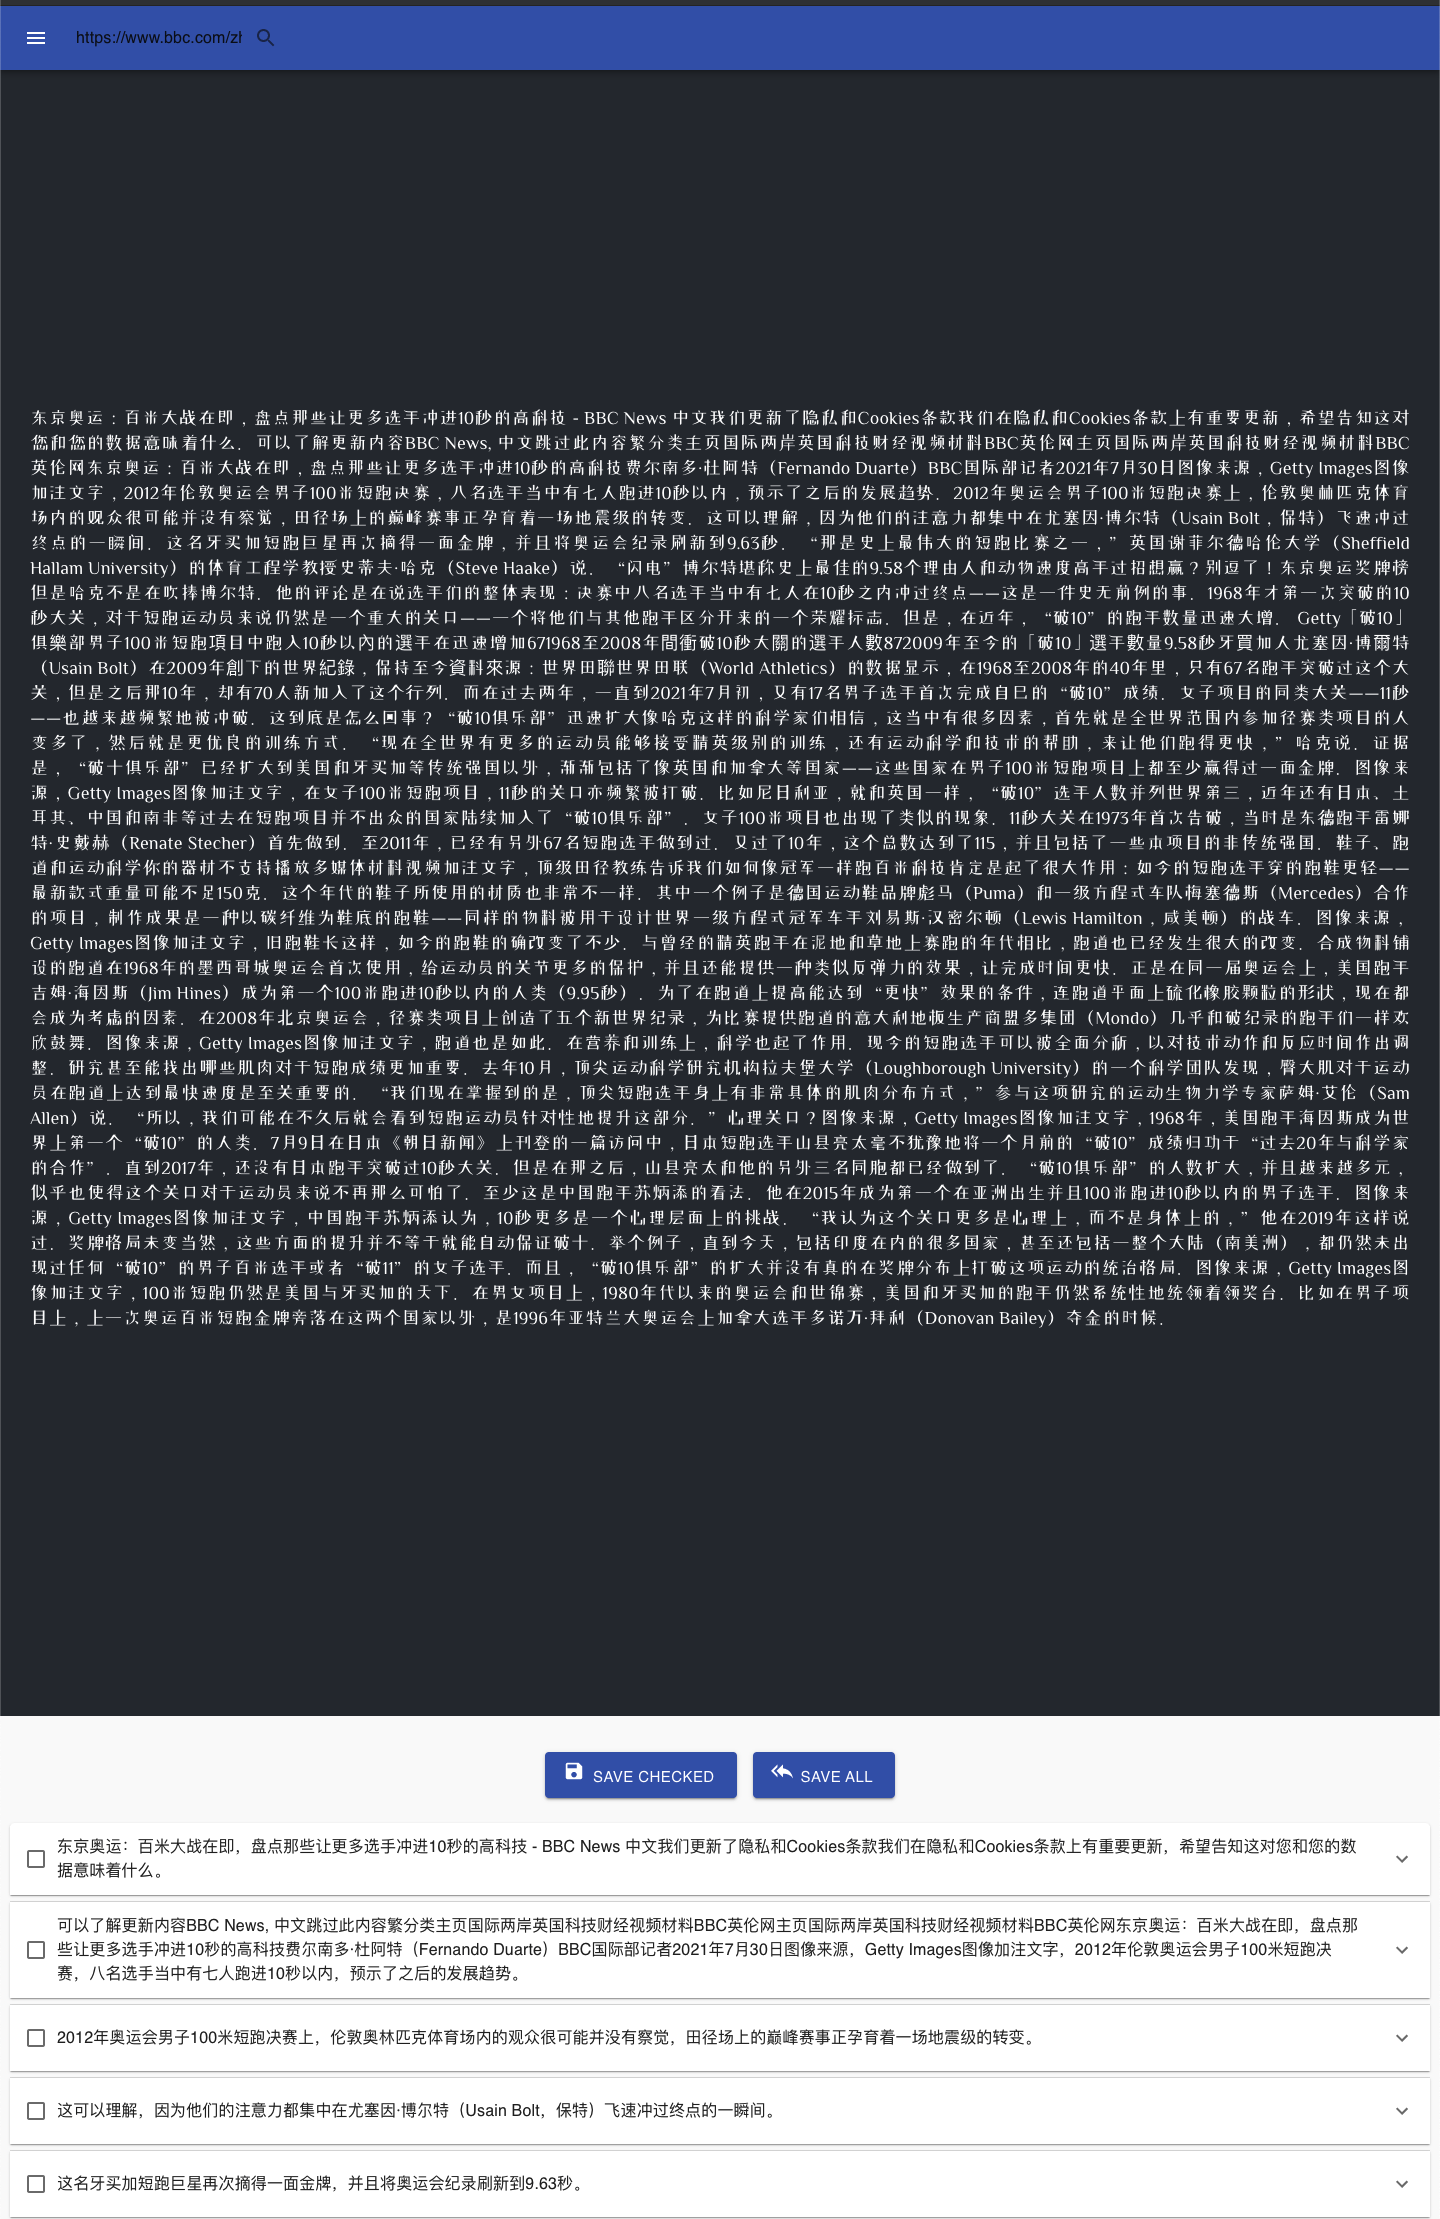 https://www.bbc.com/zh
东京奥运：百米大战在即，盘点那些让更多选手冲进10秒的高科技 - BBC News 中文我们更新了隐私和Cookies条款我们在隐私和Cookies条款上有重要更新，希望告知这对
您和您的数据意味着什么。可以了解更新内容BBC News, 中文跳过此内容繁分类主页国际两岸英国科技财经视频材料BBC英伦网主页国际两岸英国科技财经视频材料BBC
英伦网东京奥运：百米大战在即，盘点那些让更多选手冲进10秒的高科技费尔南多·杜阿特（Fernando Duarte）BBC国际部记者2021年7月30日图像来源，Getty Images图像
加注文字，2012年伦敦奥运会男子100米短跑决赛，八名选手当中有七人跑进10秒以内，预示了之后的发展趋势。2012年奥运会男子100米短跑决赛上，伦敦奥林匹克体育
场内的观众很可能并没有察觉，田径场上的巅峰赛事正孕育着一场地震级的转变。这可以理解，因为他们的注意力都集中在尤塞因·博尔特（Usain Bolt，保特）飞速冲过
终点的一瞬间。这名牙买加短跑巨星再次摘得一面金牌，并且将奥运会纪录刷新到9.63秒。“那是史上最伟大的短跑比赛之一，”英国谢菲尔德哈伦大学（Sheffield
Hallam University）的体育工程学教授史蒂夫·哈克（Steve Haake）说。“闪电”博尔特堪称史上最佳的9.58个理由人和动物速度高手过招想赢？别逗了！东京奥运奖牌榜
但是哈克不是在吹捧博尔特。他的评论是在说选手们的整体表现：决赛中八名选手当中有七人在10秒之内冲过终点——这是一件史无前例的事。1968年才第一次突破的10
秒大关，对于短跑运动员来说仍然是一个重大的关口——一个将他们与其他跑手区分开来的一个荣耀标志。但是，在近年，“破10”的跑手数量迅速大增。Getty「破10」
俱樂部男子100米短跑項目中跑入10秒以內的選手在迅速增加671968至2008年間衝破10秒大關的選手人數872009年至今的「破10」選手數量9.58秒牙買加人尤塞因·博爾特
（Usain Bolt）在2009年創下的世界紀錄，保持至今資料來源：世界田聯世界田联（World Athletics）的数据显示，在1968至2008年的40年里，只有67名跑手突破过这个大
关，但是之后那10年，却有70人新加入了这个行列。而在过去两年，一直到2021年7月初，又有17名男子选手首次完成自己的“破10”成绩。女子项目的同类大关——11秒
——也越来越频繁地被冲破。这到底是怎么回事？“破10俱乐部”迅速扩大像哈克这样的科学家们相信，这当中有很多因素，首先就是全世界范围内参加径赛类项目的人
变多了，然后就是更优良的训练方式。“现在全世界有更多的运动员能够接受精英级别的训练，还有运动科学和技术的帮助，来让他们跑得更快，”哈克说。证据
是，“破十俱乐部”已经扩大到美国和牙买加等传统强国以外，渐渐包括了像英国和加拿大等国家——这些国家在男子100米短跑项目上都至少赢得过一面金牌。图像来
源，Getty Images图像加注文字，在女子100米短跑项目，11秒的关口亦频繁被打破。比如尼日利亚，就和英国一样，“破10”选手人数并列世界第三，近年还有日本、土
耳其、中国和南非等过去在短跑项目并不出众的国家陆续加入了“破10俱乐部”。女子100米项目也出现了类似的现象。11秒大关在1973年首次告破，当时是东德跑手雷娜
特·史戴赫（Renate Stecher）首先做到。至2011年，已经有另外67名短跑选手做到过。又过了10年，这个总数达到了115，并且包括了一些本项目的非传统强国。鞋子、跑
道和运动科学你的器材不支持播放多媒体材料视频加注文字，顶级田径教练告诉我们如何像冠军一样跑百米科技肯定是起了很大作用：如今的短跑选手穿的跑鞋更轻——
最新款式重量可能不足150克。这个年代的鞋子所使用的材质也非常不一样。其中一个例子是德国运动鞋品牌彪马（Puma）和一级方程式车队梅塞德斯（Mercedes）合作
的项目，制作成果是一种以碳纤维为鞋底的跑鞋——同样的物料被用于设计世界一级方程式冠军车手刘易斯·汉密尔顿（Lewis Hamilton，咸美顿）的战车。图像来源，
Getty Images图像加注文字，旧跑鞋长这样，如今的跑鞋的确改变了不少。与曾经的精英跑手在泥地和草地上赛跑的年代相比，跑道也已经发生很大的改变。合成物料铺
设的跑道在1968年的墨西哥城奥运会首次使用，给运动员的关节更多的保护，并且还能提供一种类似反弹力的效果，让完成时间更快。正是在同一届奥运会上，美国跑手
吉姆·海因斯（Jim Hines）成为第一个100米跑进10秒以内的人类（9.95秒）。为了在跑道上提高能达到“更快”效果的条件，连跑道平面上硫化橡胶颗粒的形状，现在都
会成为考虑的因素。在2008年北京奥运会，径赛类项目上创造了五个新世界纪录，为比赛提供跑道的意大利地板生产商盟多集团（Mondo）几乎和破纪录的跑手们一样欢
欣鼓舞。图像来源，Getty Images图像加注文字，跑道也是如此。在营养和训练上，科学也起了作用。现今的短跑选手可以被全面分析，以对技术动作和反应时间作出调
整。研究甚至能找出哪些肌肉对于短跑成绩更加重要。去年10月，顶尖运动科学研究机构拉夫堡大学（Loughborough University）的一个科学团队发现，臀大肌对于运动
员在跑道上达到最快速度是至关重要的。“我们现在掌握到的是，顶尖短跑选手身上有非常具体的肌肉分布方式，”参与这项研究的运动生物力学专家萨姆·艾伦（Sam
Allen）说。“所以，我们可能在不久后就会看到短跑运动员针对性地提升这部分。”心理关口？图像来源，Getty Images图像加注文字，1968年，美国跑手海因斯成为世
界上第一个“破10”的人类。7月9日在日本《朝日新闻》上刊登的一篇访问中，日本短跑选手山县亮太毫不犹豫地将一个月前的“破10”成绩归功于“过去20年与科学家
的合作”。直到2017年，还没有日本跑手突破过10秒大关。但是在那之后，山县亮太和他的另外三名同胞都已经做到了。“破10俱乐部”的人数扩大，并且越来越多元，
似乎也使得这个关口对于运动员来说不再那么可怕了。至少这是中国跑手苏炳添的看法。他在2015年成为第一个在亚洲出生并且100米跑进10秒以内的男子选手。图像来
源，Getty Images图像加注文字，中国跑手苏炳添认为，10秒更多是一个心理层面上的挑战。“我认为这个关口更多是心理上，而不是身体上的，”他在2019年这样说
过。奖牌格局未变当然，这些方面的提升并不等于就能自动保证破十。举个例子，直到今天，包括印度在内的很多国家，甚至还包括一整个大陆（南美洲），都仍然未出
现过任何“破10”的男子百米选手或者“破11”的女子选手。而且，“破10俱乐部”的扩大并没有真的在奖牌分布上打破这项运动的统治格局。图像来源，Getty Images图
像加注文字，100米短跑仍然是美国与牙买加的天下。在男女项目上，1980年代以来的奥运会和世锦赛，美国和牙买加的跑手仍然系统性地统领着领奖台。比如在男子项
目上，上一次奥运百米短跑金牌旁落在这两个国家以外，是1996年亚特兰大奥运会上加拿大选手多诺万·拜利（Donovan Bailey）夺金的时候。
SAVE CHECKED SAVE ALL
东京奥运：百米大战在即，盘点那些让更多选手冲进10秒的高科技 - BBC News 中文我们更新了隐私和Cookies条款我们在隐私和Cookies条款上有重要更新，希望告知这对您和您的数
据意味着什么。
可以了解更新内容BBC News, 中文跳过此内容繁分类主页国际两岸英国科技财经视频材料BBC英伦网主页国际两岸英国科技财经视频材料BBC英伦网东京奥运：百米大战在即，盘点那
些让更多选手冲进10秒的高科技费尔南多·杜阿特（Fernando Duarte）BBC国际部记者2021年7月30日图像来源，Getty Images图像加注文字，2012年伦敦奥运会男子100米短跑决
赛，八名选手当中有七人跑进10秒以内，预示了之后的发展趋势。
2012年奥运会男子100米短跑决赛上，伦敦奥林匹克体育场内的观众很可能并没有察觉，田径场上的巅峰赛事正孕育着一场地震级的转变。
这可以理解，因为他们的注意力都集中在尤塞因·博尔特（Usain Bolt，保特）飞速冲过终点的一瞬间。
这名牙买加短跑巨星再次摘得一面金牌，并且将奥运会纪录刷新到9.63秒。